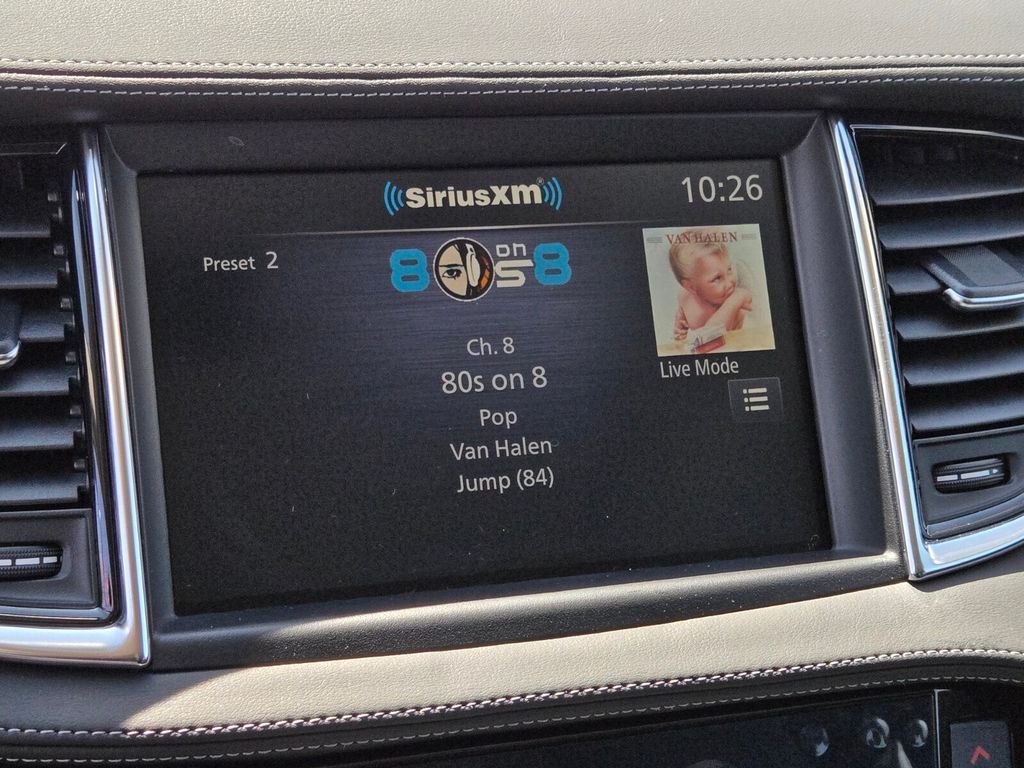 SiriusXM
10:26
Preset 2
80s on 8
VAN HALEN
Ch. 8
80s on 8
Live Mode
Pop
Van Halen
Jump (84)